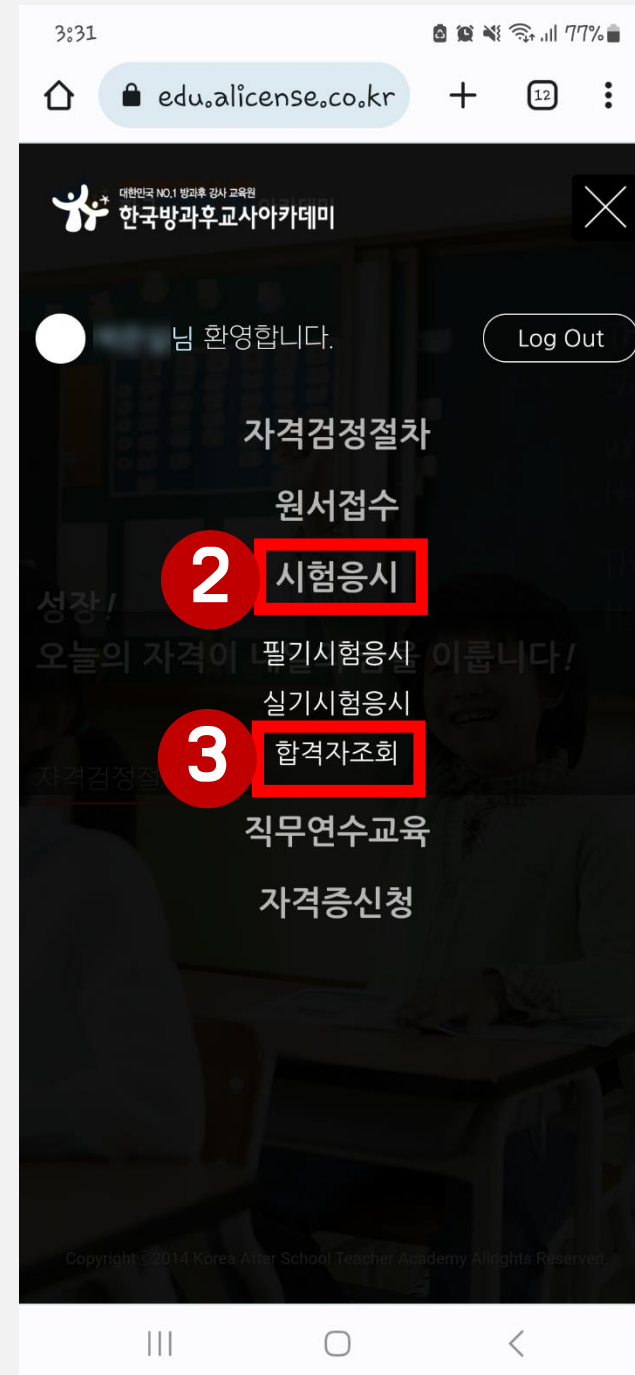 3:31
77%
edu.alicense.co.kr
12
대한민국 NO.1 방과후 강사 교육원
한국방과후교사아카데미
님 환영합니다.
Log Out
자격검정절차
원서접수
2
시험응시
성장!
필기시험응시
오늘의 자격이 내일의 꿈을 이룹니다!
실기시험응시
3
합격자조회
자격검정절
직무연수교육
자격증신청
Copyright©2014 Korea After School Teacher Academy Allrights Reserved.